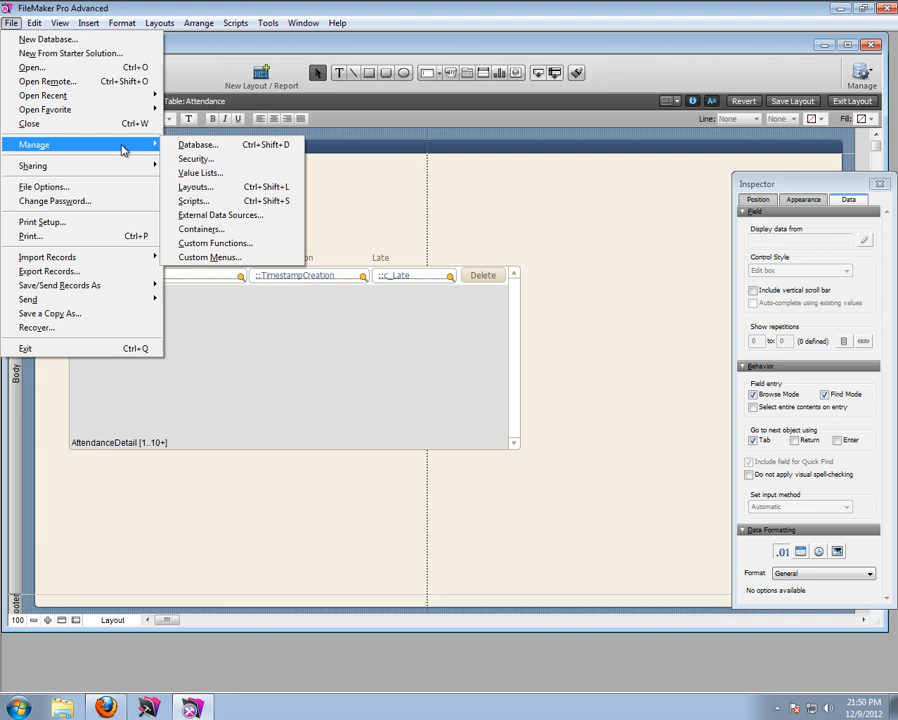 FileMaker Pro Advanced
File Edit View Insert Format Layouts Arrange Scripts Tools Window Help
New Database...
New From Starter Solution...
Open... Ctrl+O
Open Remote... Ctrl+Shift+O
Open Recent
Open Favorite
Close Ctrl+W
Manage
Sharing
File Options...
Change Password...
Print Setup...
Print... Ctrl+P
Import Records
Export Records...
Save/Send Records As
Send
Save a Copy As...
Recover...
Exit Ctrl+Q
Database... Ctrl+Shift+D
Security...
Value Lists...
Layouts... Ctrl+Shift+L
Scripts... Ctrl+Shift+S
External Data Sources...
Containers...
Custom Functions...
Custom Menus...
New Layout / Report
T
Manage
Table: Attendance
Aa
Revert Save Layout Exit Layout
T B I U
Line: Fill:
Late
::TimestampCreation ::c_Late Delete
AttendanceDetail [1..10+]
Body
100 Layout
Inspector
Position Appearance Data
Field
Display data from
Control Style
Edit box
Include vertical scroll bar
Auto-complete using existing values
Show repetitions
0 to: 0 (0 defined)
Behavior
Field entry
Browse Mode Find Mode
Select entire contents on entry
Go to next object using
Tab Return Enter
Include field for Quick Find
Do not apply visual spell-checking
Set input method
Automatic
Data Formatting
.01
Format General
No options available
21:50 PM
12/9/2012